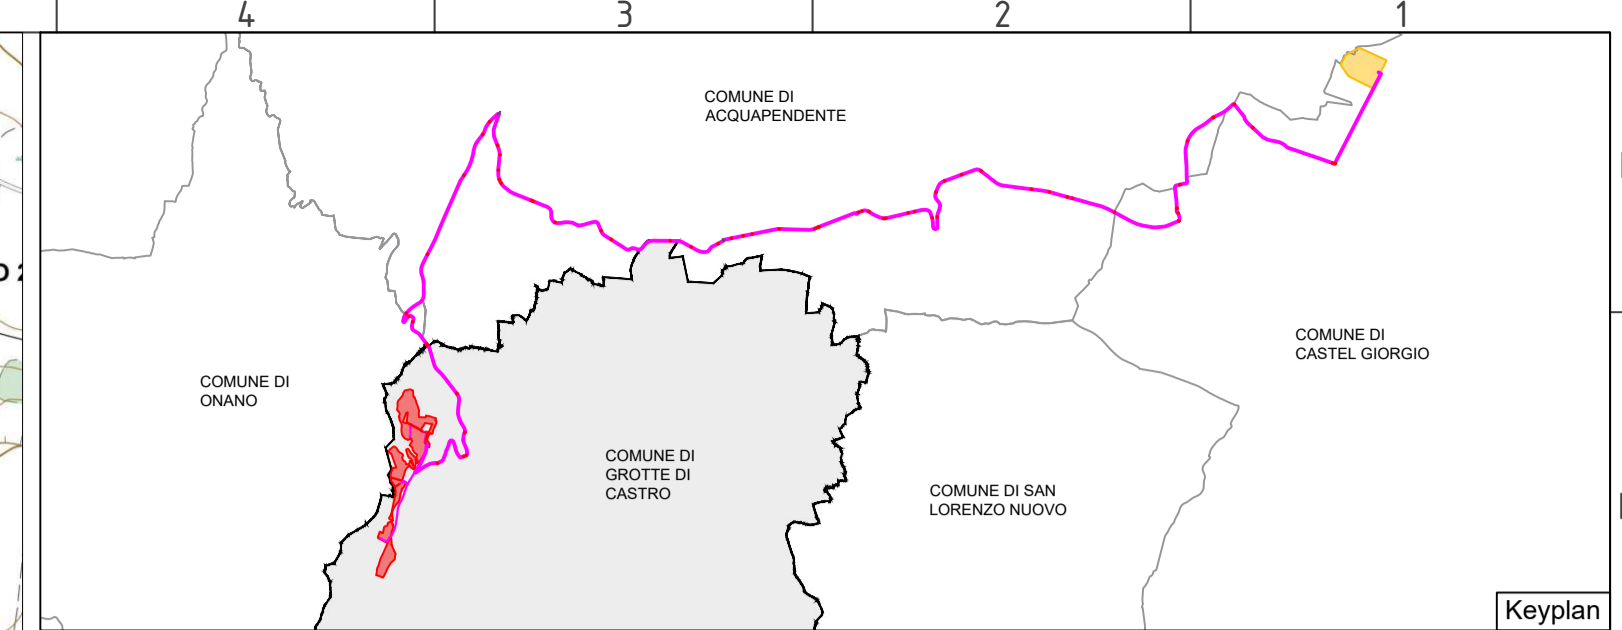 4 3 2 1
COMUNE DI
ACQUAPENDENTE
COMUNE DI
CASTEL GIORGIO
COMUNE DI
ONANO
COMUNE DI
GROTTE DI
CASTRO
COMUNE DI SAN
LORENZO NUOVO
Keyplan